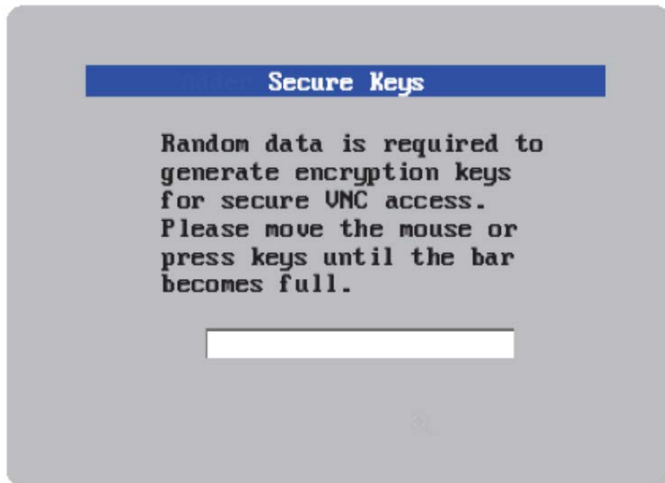 Secure Keys
Random data is required to
generate encryption keys
for secure VNC access.
Please move the mouse or
press keys until the bar
becomes full.